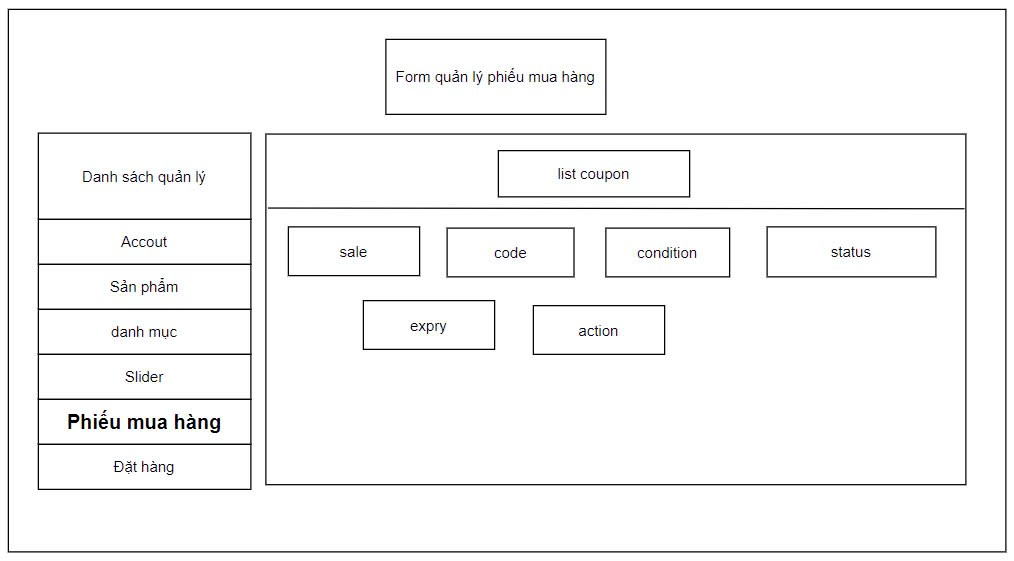 Form quản lý phiếu mua hàng
Danh sách quản lý
Accout
Sản phẩm
danh mục
Slider
Phiếu mua hàng
Đặt hàng
list coupon
sale
code
condition
status
expry
action